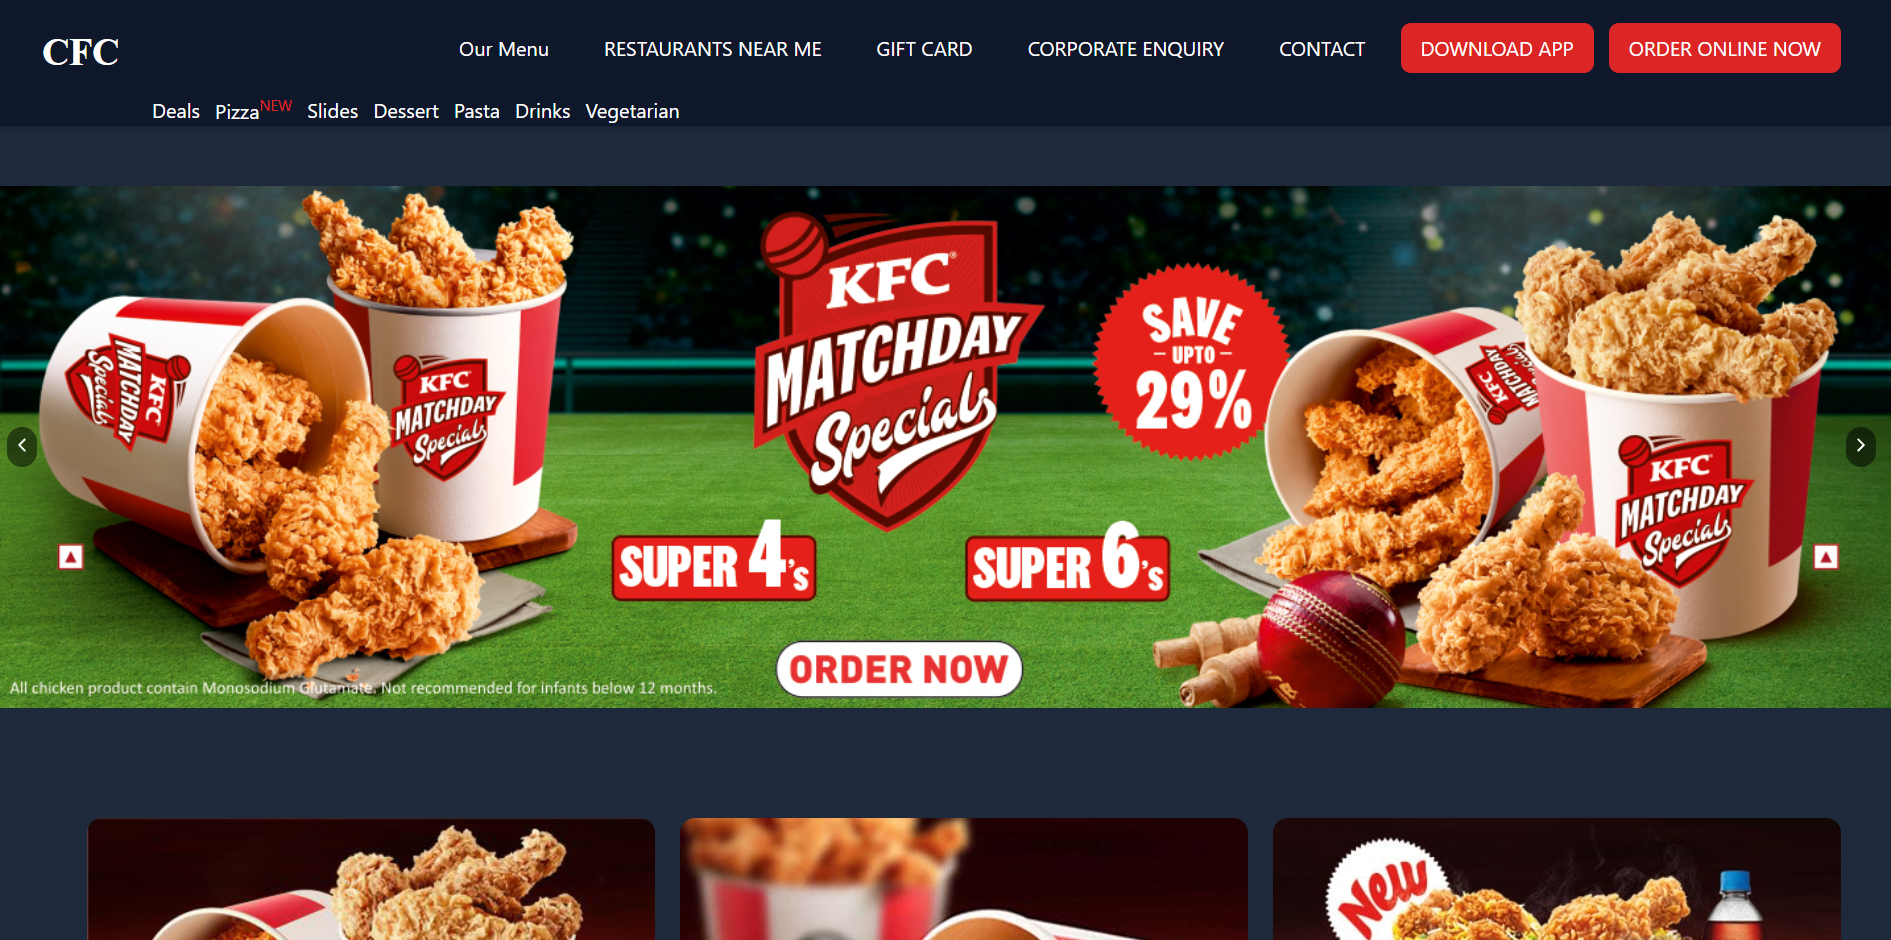 CFC
Our Menu
RESTAURANTS NEAR ME
GIFT CARD
CORPORATE ENQUIRY
CONTACT
DOWNLOAD APP
ORDER ONLINE NOW
Deals
Pizza NEW
Slides
Dessert
Pasta
Drinks
Vegetarian
KFC
MATCHDAY
Specials
KFC
MATCHDAY
Specials
KFC®
MATCHDAY
Specials
SAVE
- UPTO -
29%
KFC
MATCHDAY
Specials
KFC
MATCHDAY
Specials
SUPER 4's
SUPER 6's
ORDER NOW
All chicken product contain Monosodium Glutamate. Not recommended for infants below 12 months.
New